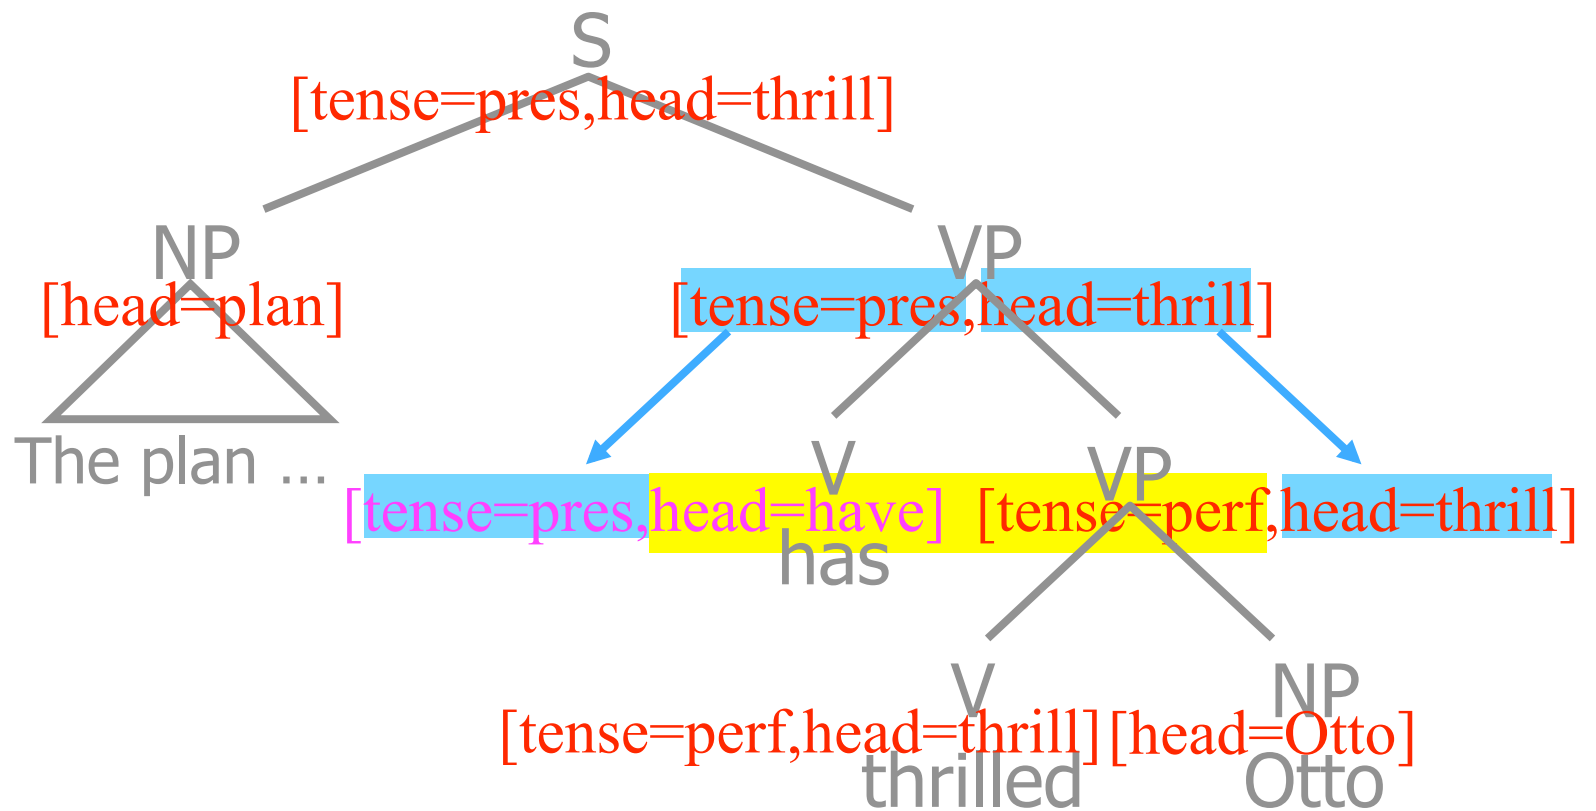 S
[tense=pres,head=thrill]
NP VP
[head=plan] [tense=pres,head=thrill]
The plan ... V VP
[tense=pres,head=have] [tense=perf,head=thrill]
has
V NP
[tense=perf,head=thrill] [head=Otto]
thrilled Otto